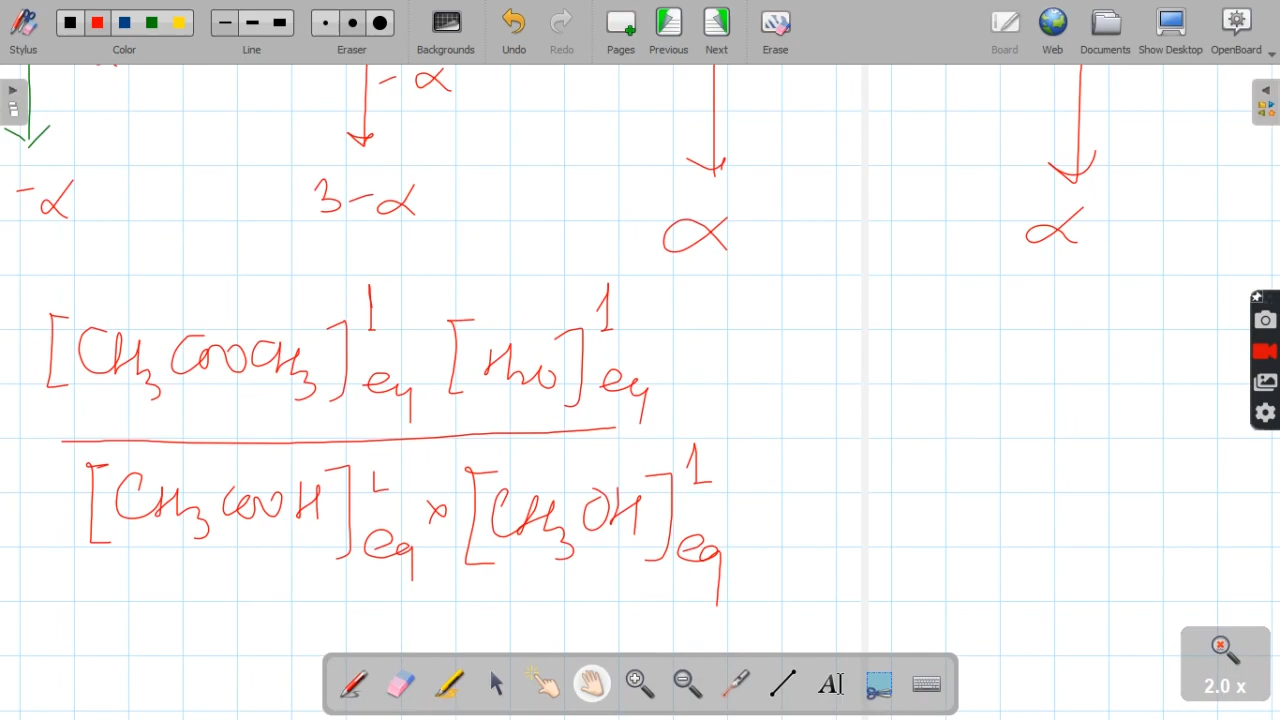 Stylus Color Line Eraser Backgrounds Undo Redo Pages Previous Next Erase Board Web Documents Show Desktop OpenBoard
- α
-α 3-α α α
[CH3COOCH3]1eq [H2O]1eq
[CH3COOH]1eq × [CH3OH]1eq
2.0 x